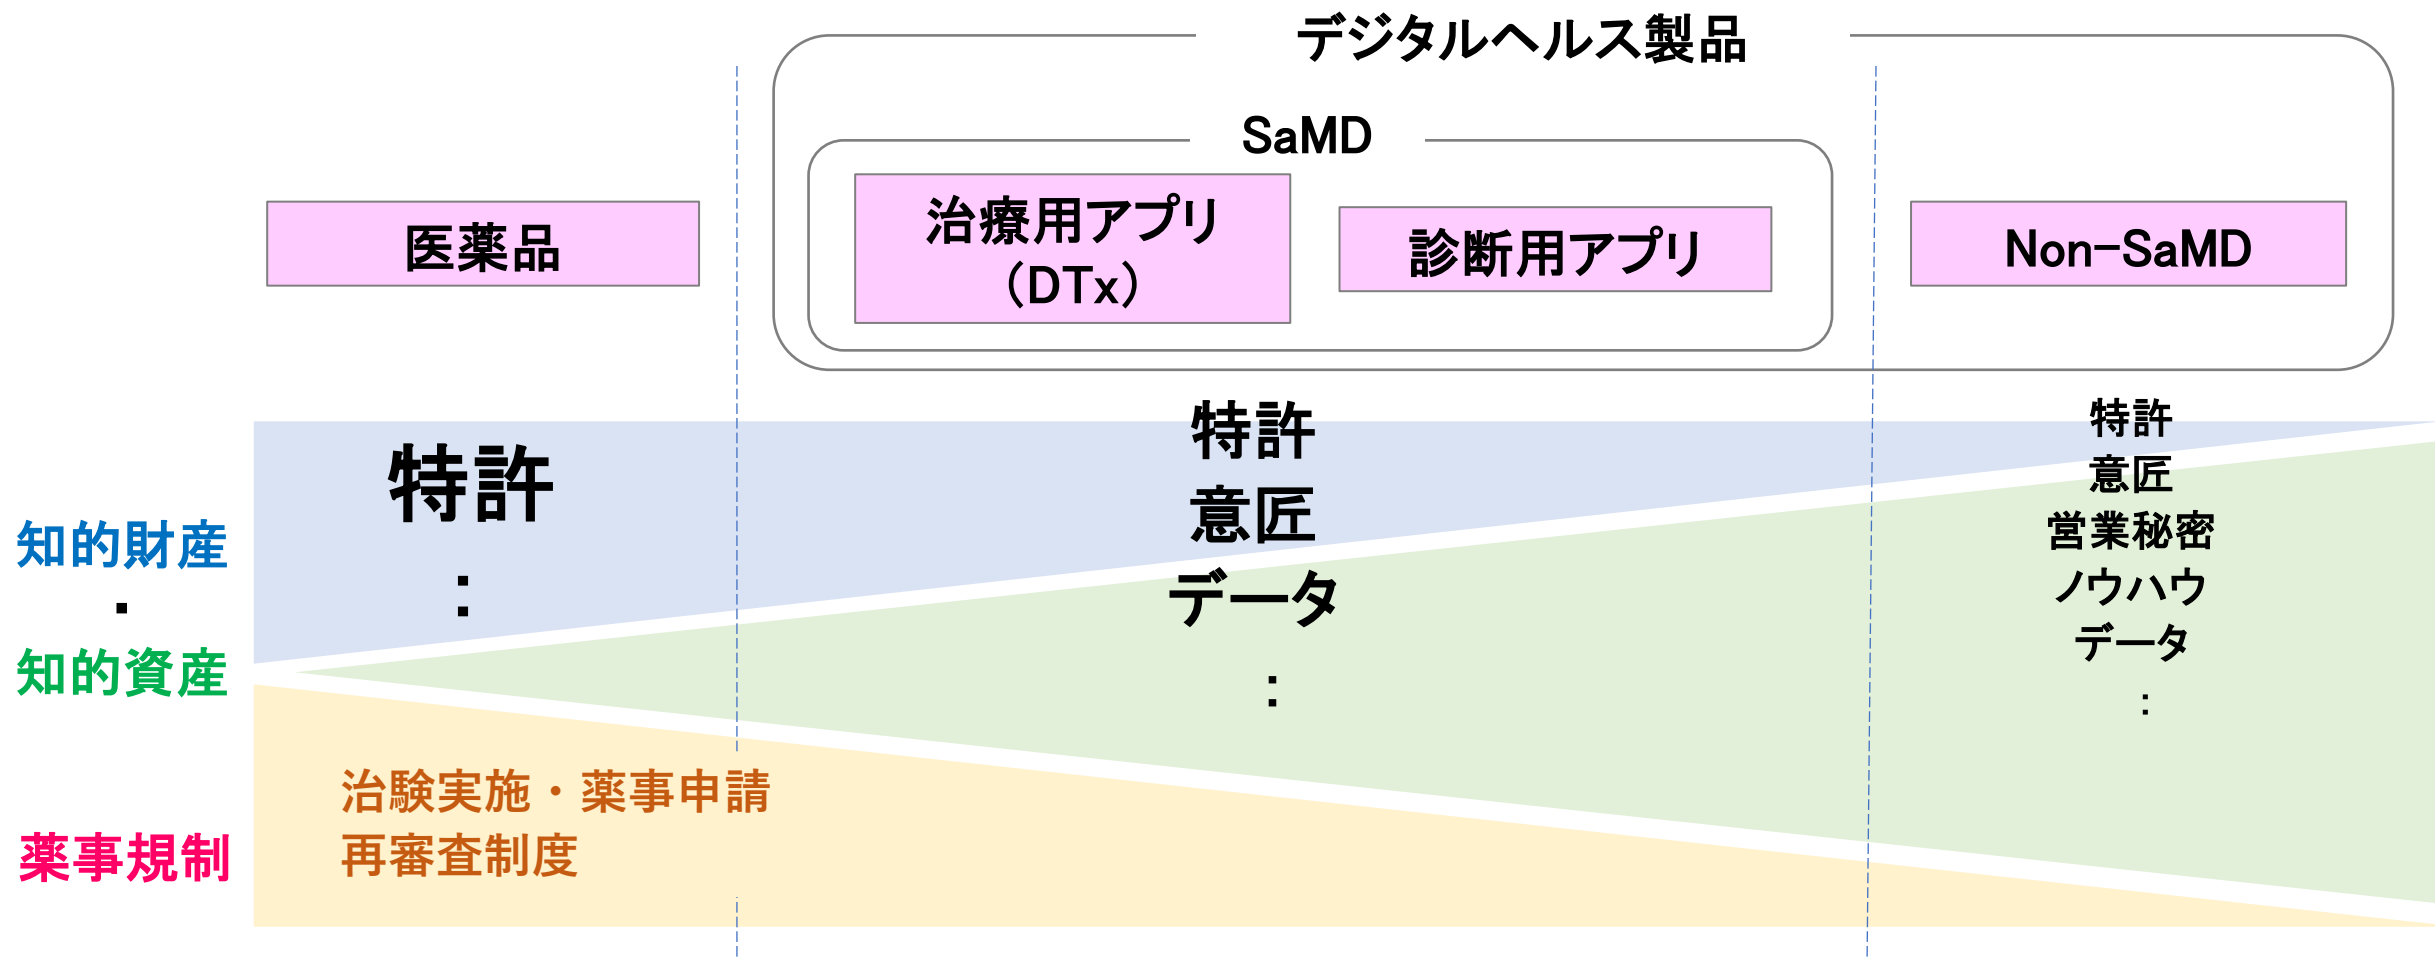 デジタルヘルス製品
SaMD
医薬品
治療用アプリ
(DTx)
診断用アプリ
Non-SaMD
知的財産
・
知的資産
薬事規制
特許
:
特許
意匠
データ
:
特許
意匠
営業秘密
ノウハウ
データ
:
治験実施・薬事申請
再審査制度